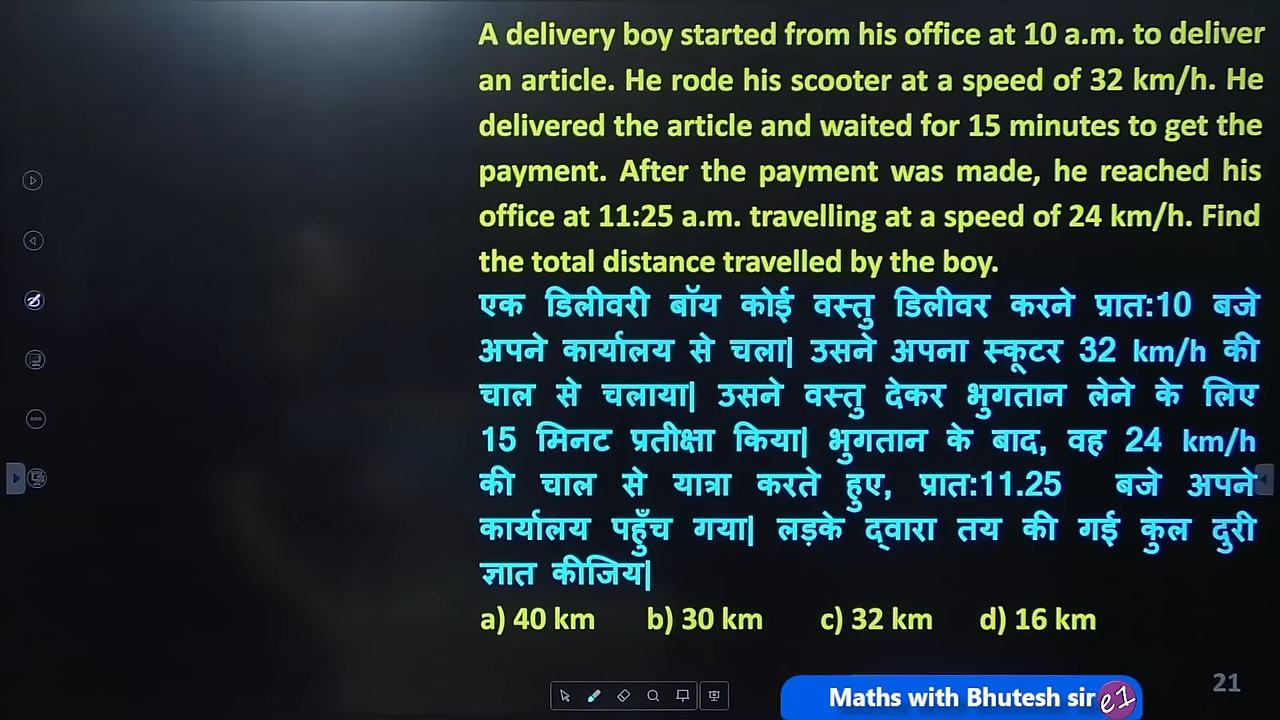 A delivery boy started from his office at 10 a.m. to deliver
an article. He rode his scooter at a speed of 32 km/h. He
delivered the article and waited for 15 minutes to get the
payment. After the payment was made, he reached his
office at 11:25 a.m. travelling at a speed of 24 km/h. Find
the total distance travelled by the boy.
एक डिलीवरी बॉय कोई वस्तु डिलीवर करने प्रात:10 बजे
अपने कार्यालय से चला| उसने अपना स्कूटर 32 km/h की
चाल से चलाया| उसने वस्तु देकर भुगतान लेने के लिए
15 मिनट प्रतीक्षा किया| भुगतान के बाद, वह 24 km/h
की चाल से यात्रा करते हुए, प्रात:11.25 बजे अपने
कार्यालय पहुँच गया| लड़के द्वारा तय की गई कुल दुरी
ज्ञात कीजिय|
a) 40 km b) 30 km c) 32 km d) 16 km
Maths with Bhutesh sir e1
21